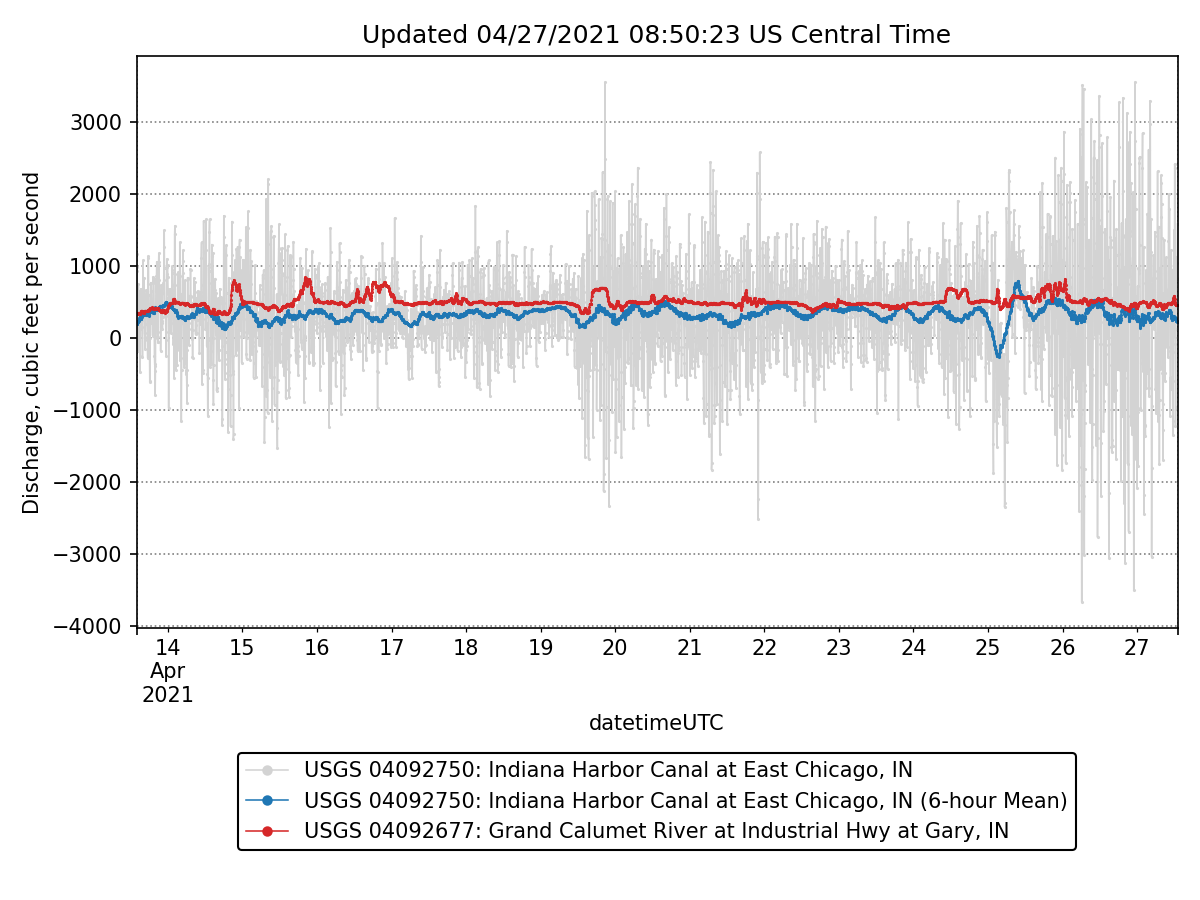 Updated 04/27/2021 08:50:23 US Central Time
Discharge, cubic feet per second
3000
2000
1000
0
−1000
−2000
−3000
−4000
14 15 16 17 18 19 20 21 22 23 24 25 26 27
Apr
2021
datetimeUTC
USGS 04092750: Indiana Harbor Canal at East Chicago, IN
USGS 04092750: Indiana Harbor Canal at East Chicago, IN (6-hour Mean)
USGS 04092677: Grand Calumet River at Industrial Hwy at Gary, IN